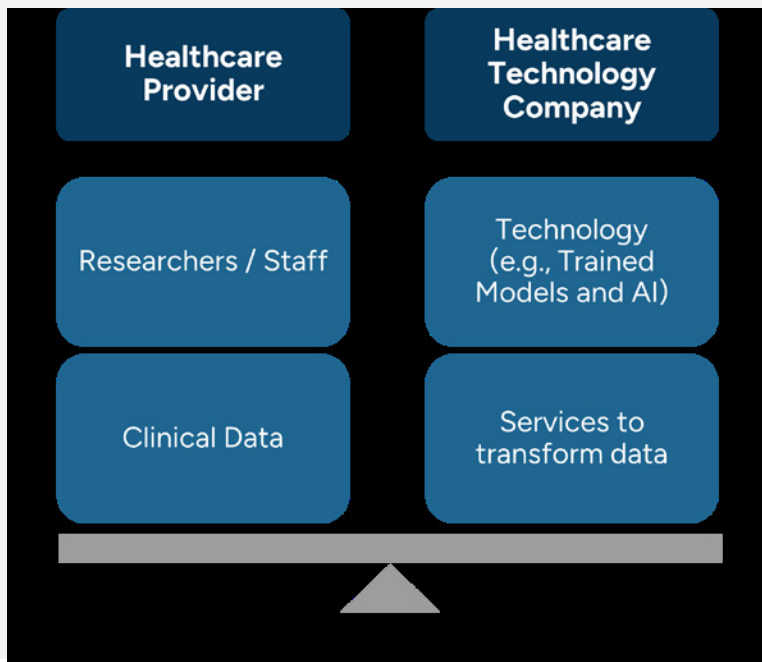 Healthcare
Provider
Healthcare
Technology
Company
Researchers / Staff
Technology
(e.g., Trained
Models and AI)
Clinical Data
Services to
transform data